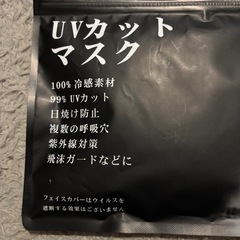 UVカット
マスク
100%冷感素材
99%UVカット
日焼け防止
複数の呼吸穴
紫外線対策
飛沫ガードなどに
フェイスカバーはウイルスを
遮断する効果はございません